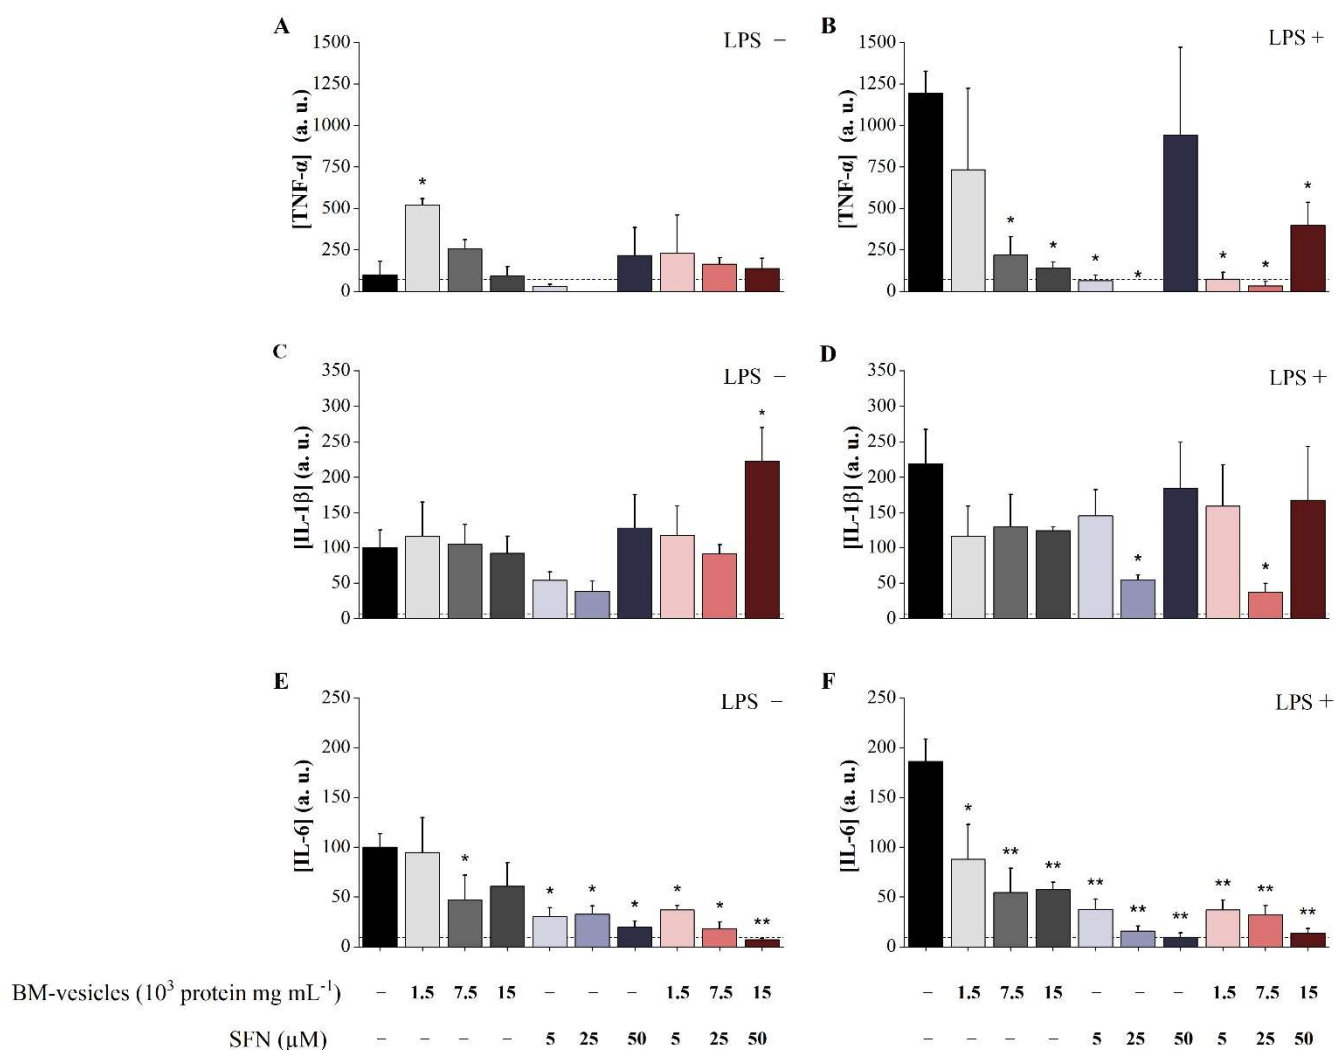 A
LPS –
1500
1250
1000
750
500
250
0
[TNF-α] (a. u.)
*
B
LPS +
1500
1250
1000
750
500
250
0
[TNF-α] (a. u.)
* * * * * * *
C
LPS –
350
300
250
200
150
100
50
0
[IL-1β] (a. u.)
*
D
LPS +
350
300
250
200
150
100
50
0
[IL-1β] (a. u.)
* *
E
LPS –
250
200
150
100
50
0
[IL-6] (a. u.)
* * * * * * **
F
LPS +
250
200
150
100
50
0
[IL-6] (a. u.)
* ** ** ** ** ** ** ** **
BM-vesicles (10³ protein mg mL⁻¹) – 1.5 7.5 15 – – – 1.5 7.5 15 – 1.5 7.5 15 – – – 1.5 7.5 15
SFN (µM) – – – – 5 25 50 5 25 50 – – – – 5 25 50 5 25 50